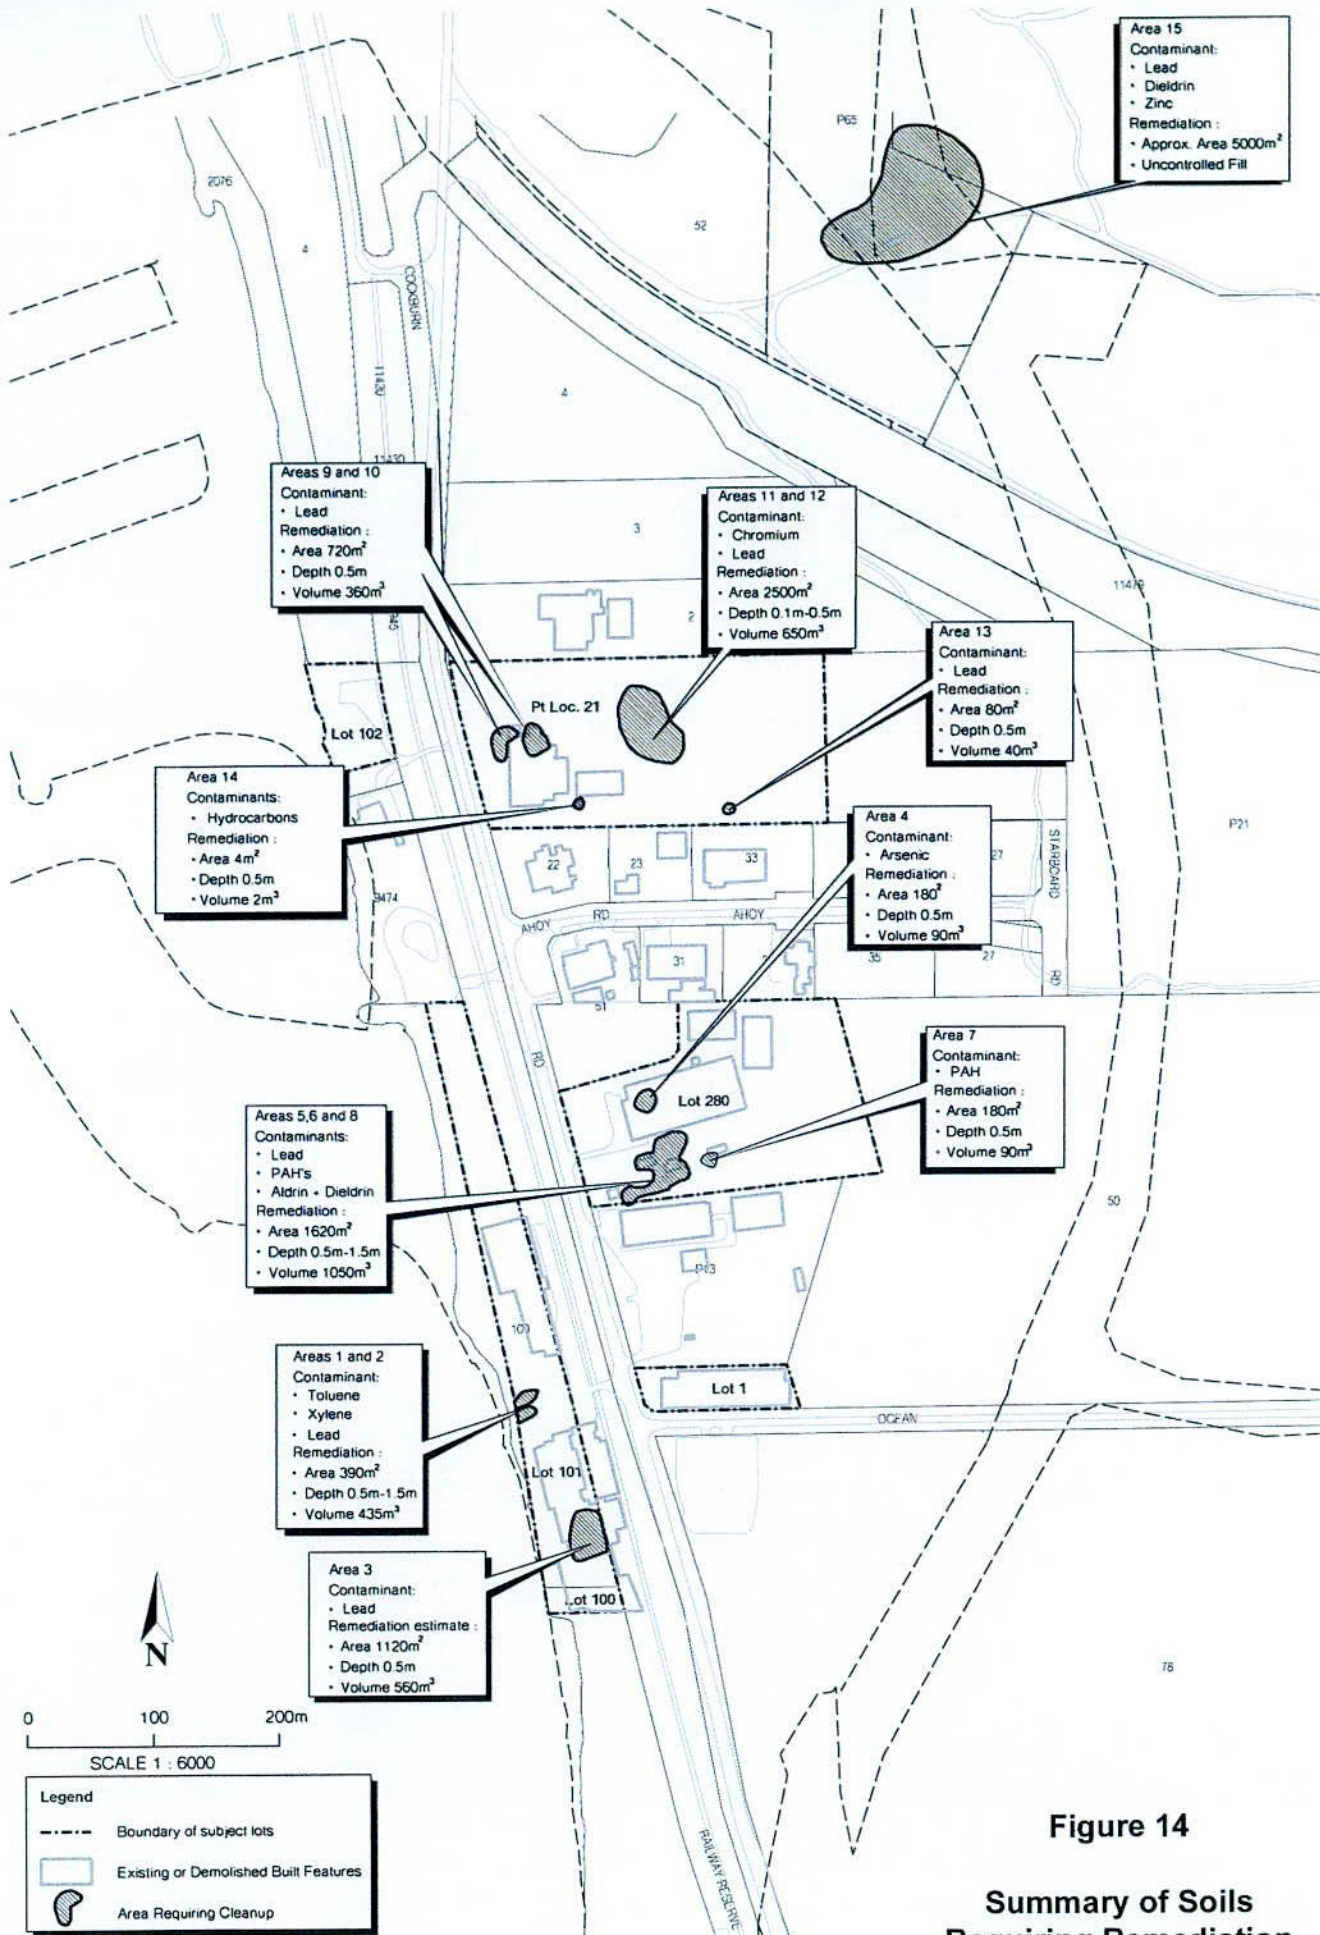 Area 15
Contaminant:
• Lead
• Dieldrin
• Zinc
Remediation :
• Approx. Area 5000m²
• Uncontrolled Fill
P65
2076
52
4
COCKBURN
11430
4
11430
Areas 9 and 10
Contaminant:
• Lead
Remediation :
• Area 720m²
• Depth 0.5m
• Volume 360m³
3
Areas 11 and 12
Contaminant:
• Chromium
• Lead
Remediation :
• Area 2500m²
• Depth 0.1m-0.5m
• Volume 650m³
2
Area 13
Contaminant:
• Lead
Remediation :
• Area 80m²
• Depth 0.5m
• Volume 40m³
Pt Loc. 21
Lot 102
Area 14
Contaminants:
• Hydrocarbons
Remediation :
• Area 4m²
• Depth 0.5m
• Volume 2m³
Area 4
Contaminant:
• Arsenic
Remediation :
• Area 180²
• Depth 0.5m
• Volume 90m³
P21
22
23
33
27
STARBOARD
RD
AHOY
RD
AHOY
31
35
27
51
RD
Area 7
Contaminant:
• PAH
Remediation :
• Area 180m²
• Depth 0.5m
• Volume 90m³
Lot 280
Areas 5,6 and 8
Contaminants:
• Lead
• PAH's
• Aldrin + Dieldrin
Remediation :
• Area 1620m²
• Depth 0.5m-1.5m
• Volume 1050m³
50
Areas 1 and 2
Contaminant:
• Toluene
• Xylene
• Lead
Remediation :
• Area 390m²
• Depth 0.5m-1.5m
• Volume 435m³
Lot 1
OCEAN
Lot 101
Area 3
Contaminant:
• Lead
Remediation estimate :
• Area 1120m²
• Depth 0.5m
• Volume 560m³
Lot 100
78
N
0 100 200m
SCALE 1 : 6000
Legend
Boundary of subject lots
Existing or Demolished Built Features
Area Requiring Cleanup
RAILWAY RESERVE
Figure 14
Summary of Soils
Requiring Remediation